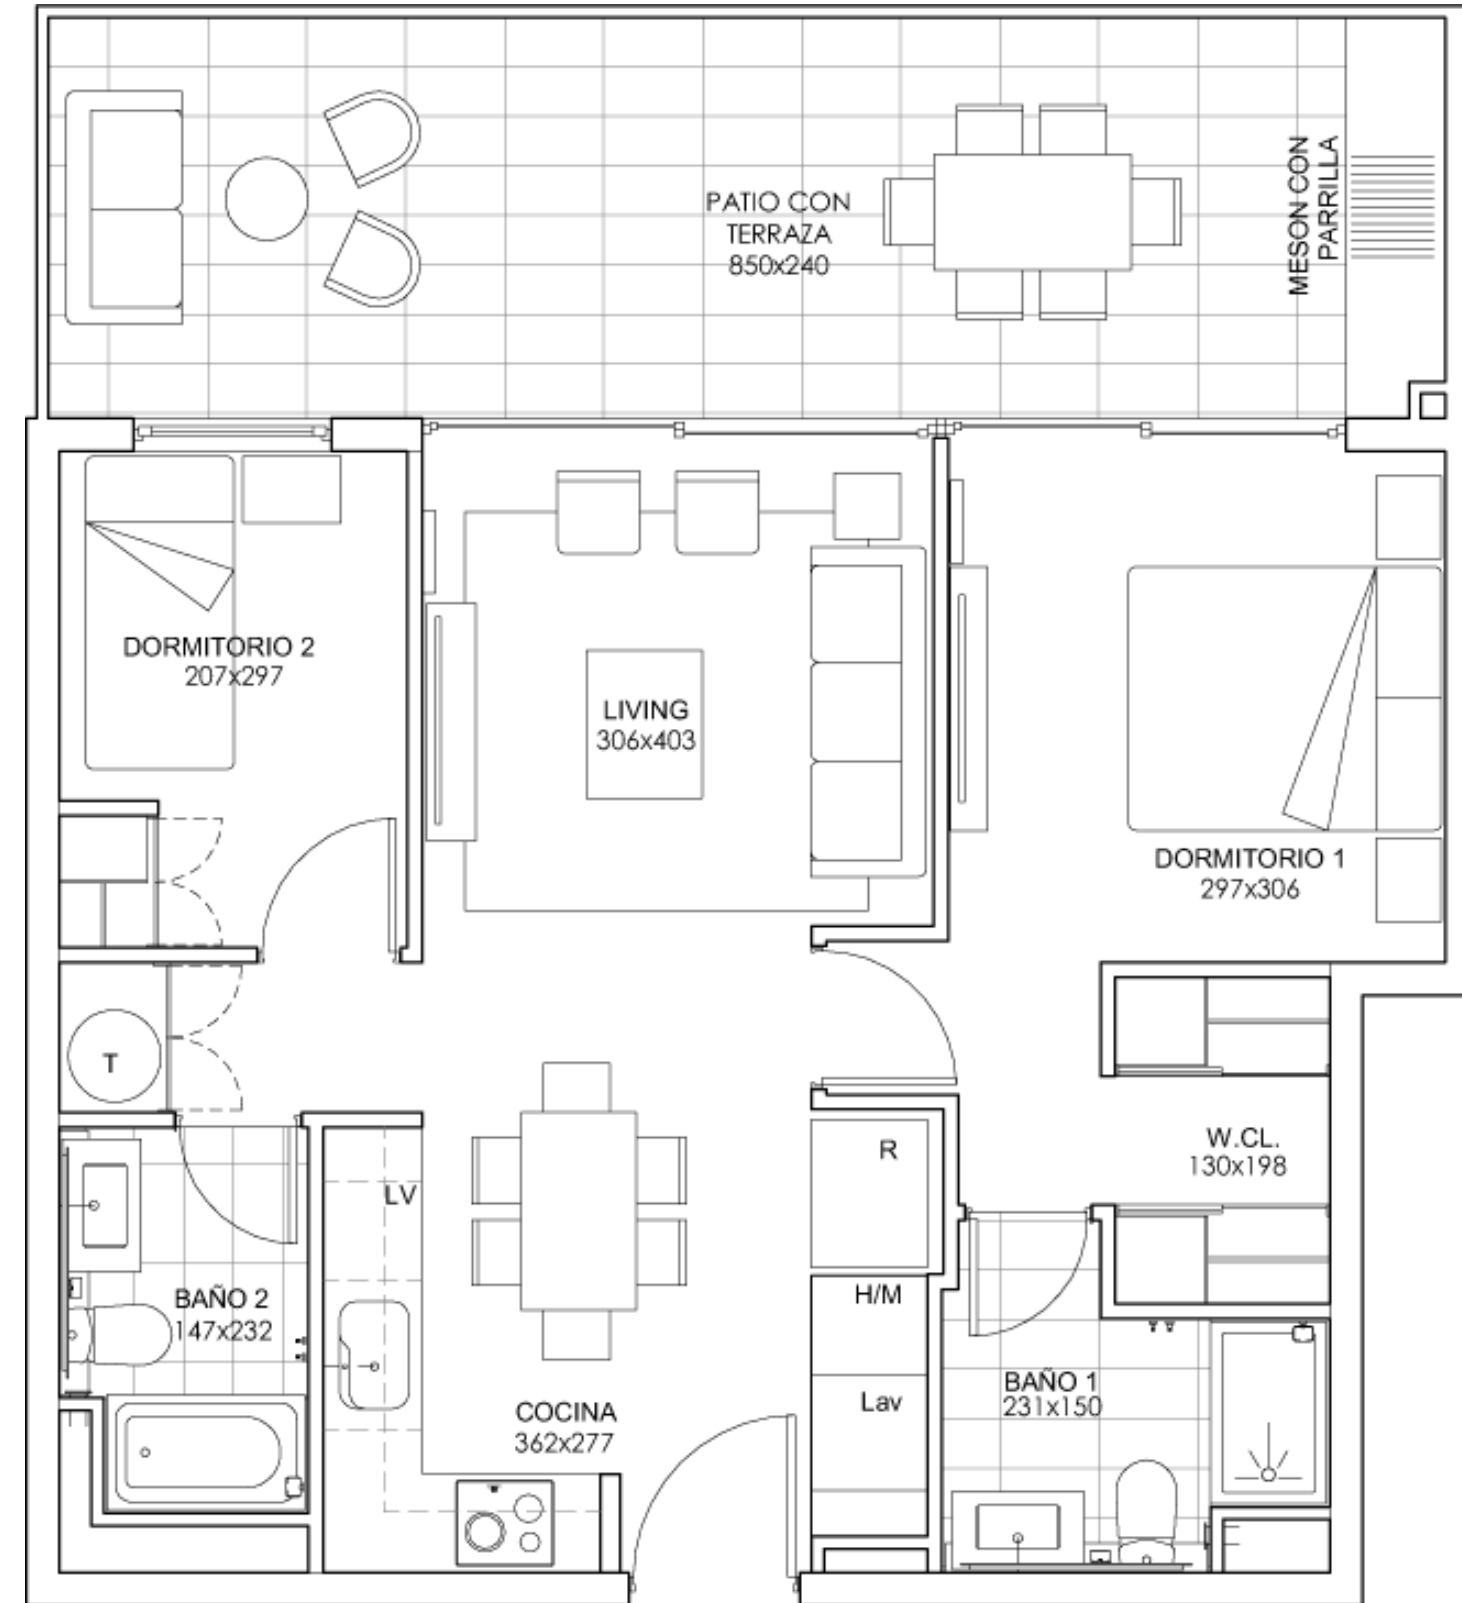 PATIO CON
TERRAZA
850x240
MESON CON
PARRILLA
DORMITORIO 2
207x297
LIVING
306x403
DORMITORIO 1
297x306
T
R
W.CL.
130x198
LV
BAÑO 2
147x232
H/M
Lav
COCINA
362x277
BAÑO 1
231x150